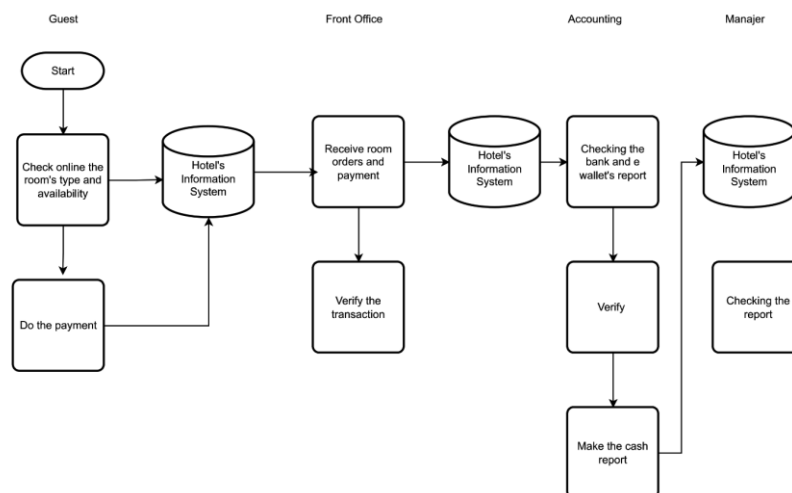 Guest
Front Office
Accounting
Manajer
Start
Check online the
room's type and
availability
Hotel's
Information
System
Receive room
orders and
payment
Hotel's
Information
System
Checking the
bank and e
wallet's report
Hotel's
Information
System
Do the payment
Verify the
transaction
Verify
Checking the
report
Make the cash
report